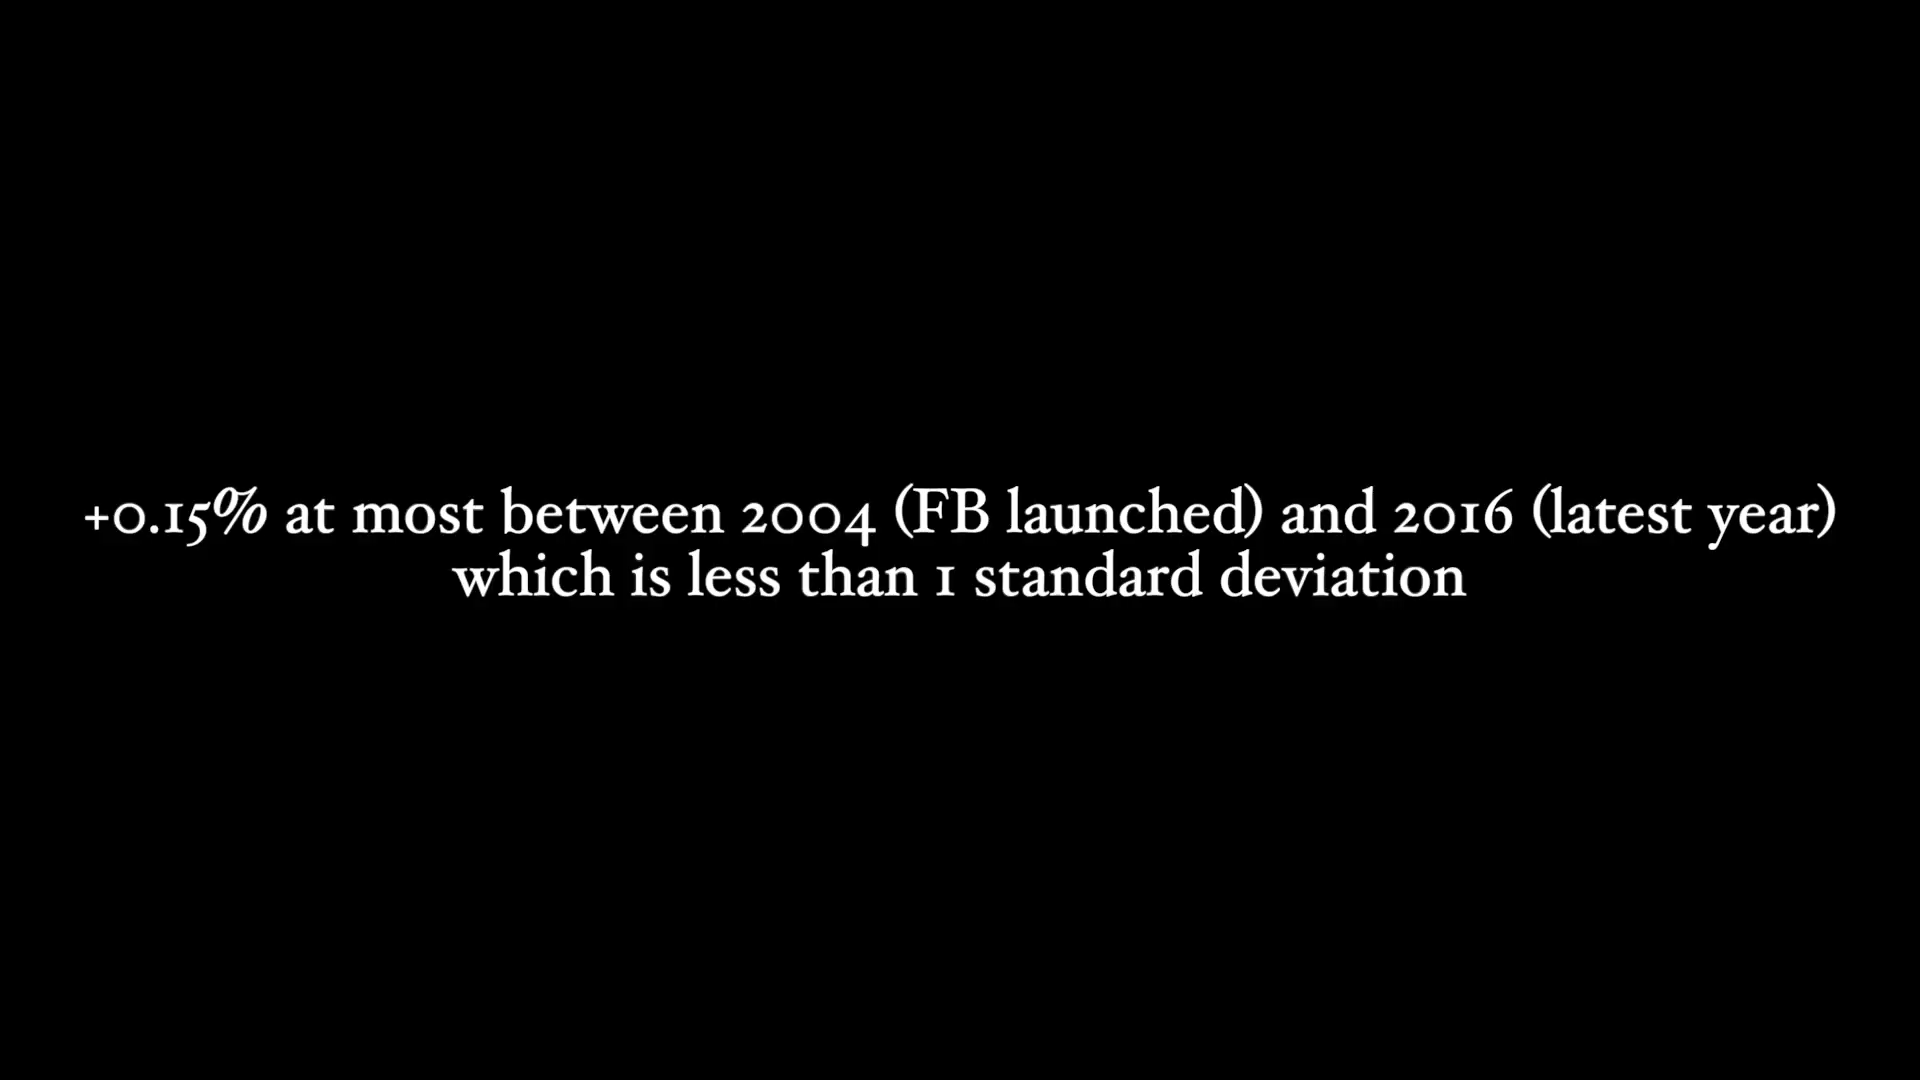 +0.15% at most between 2004 (FB launched) and 2016 (latest year)
which is less than 1 standard deviation